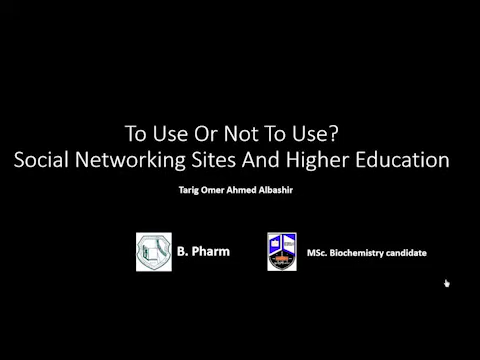 To Use Or Not To Use?
Social Networking Sites And Higher Education
Tarig Omer Ahmed Albashir
B. Pharm
MSc. Biochemistry candidate